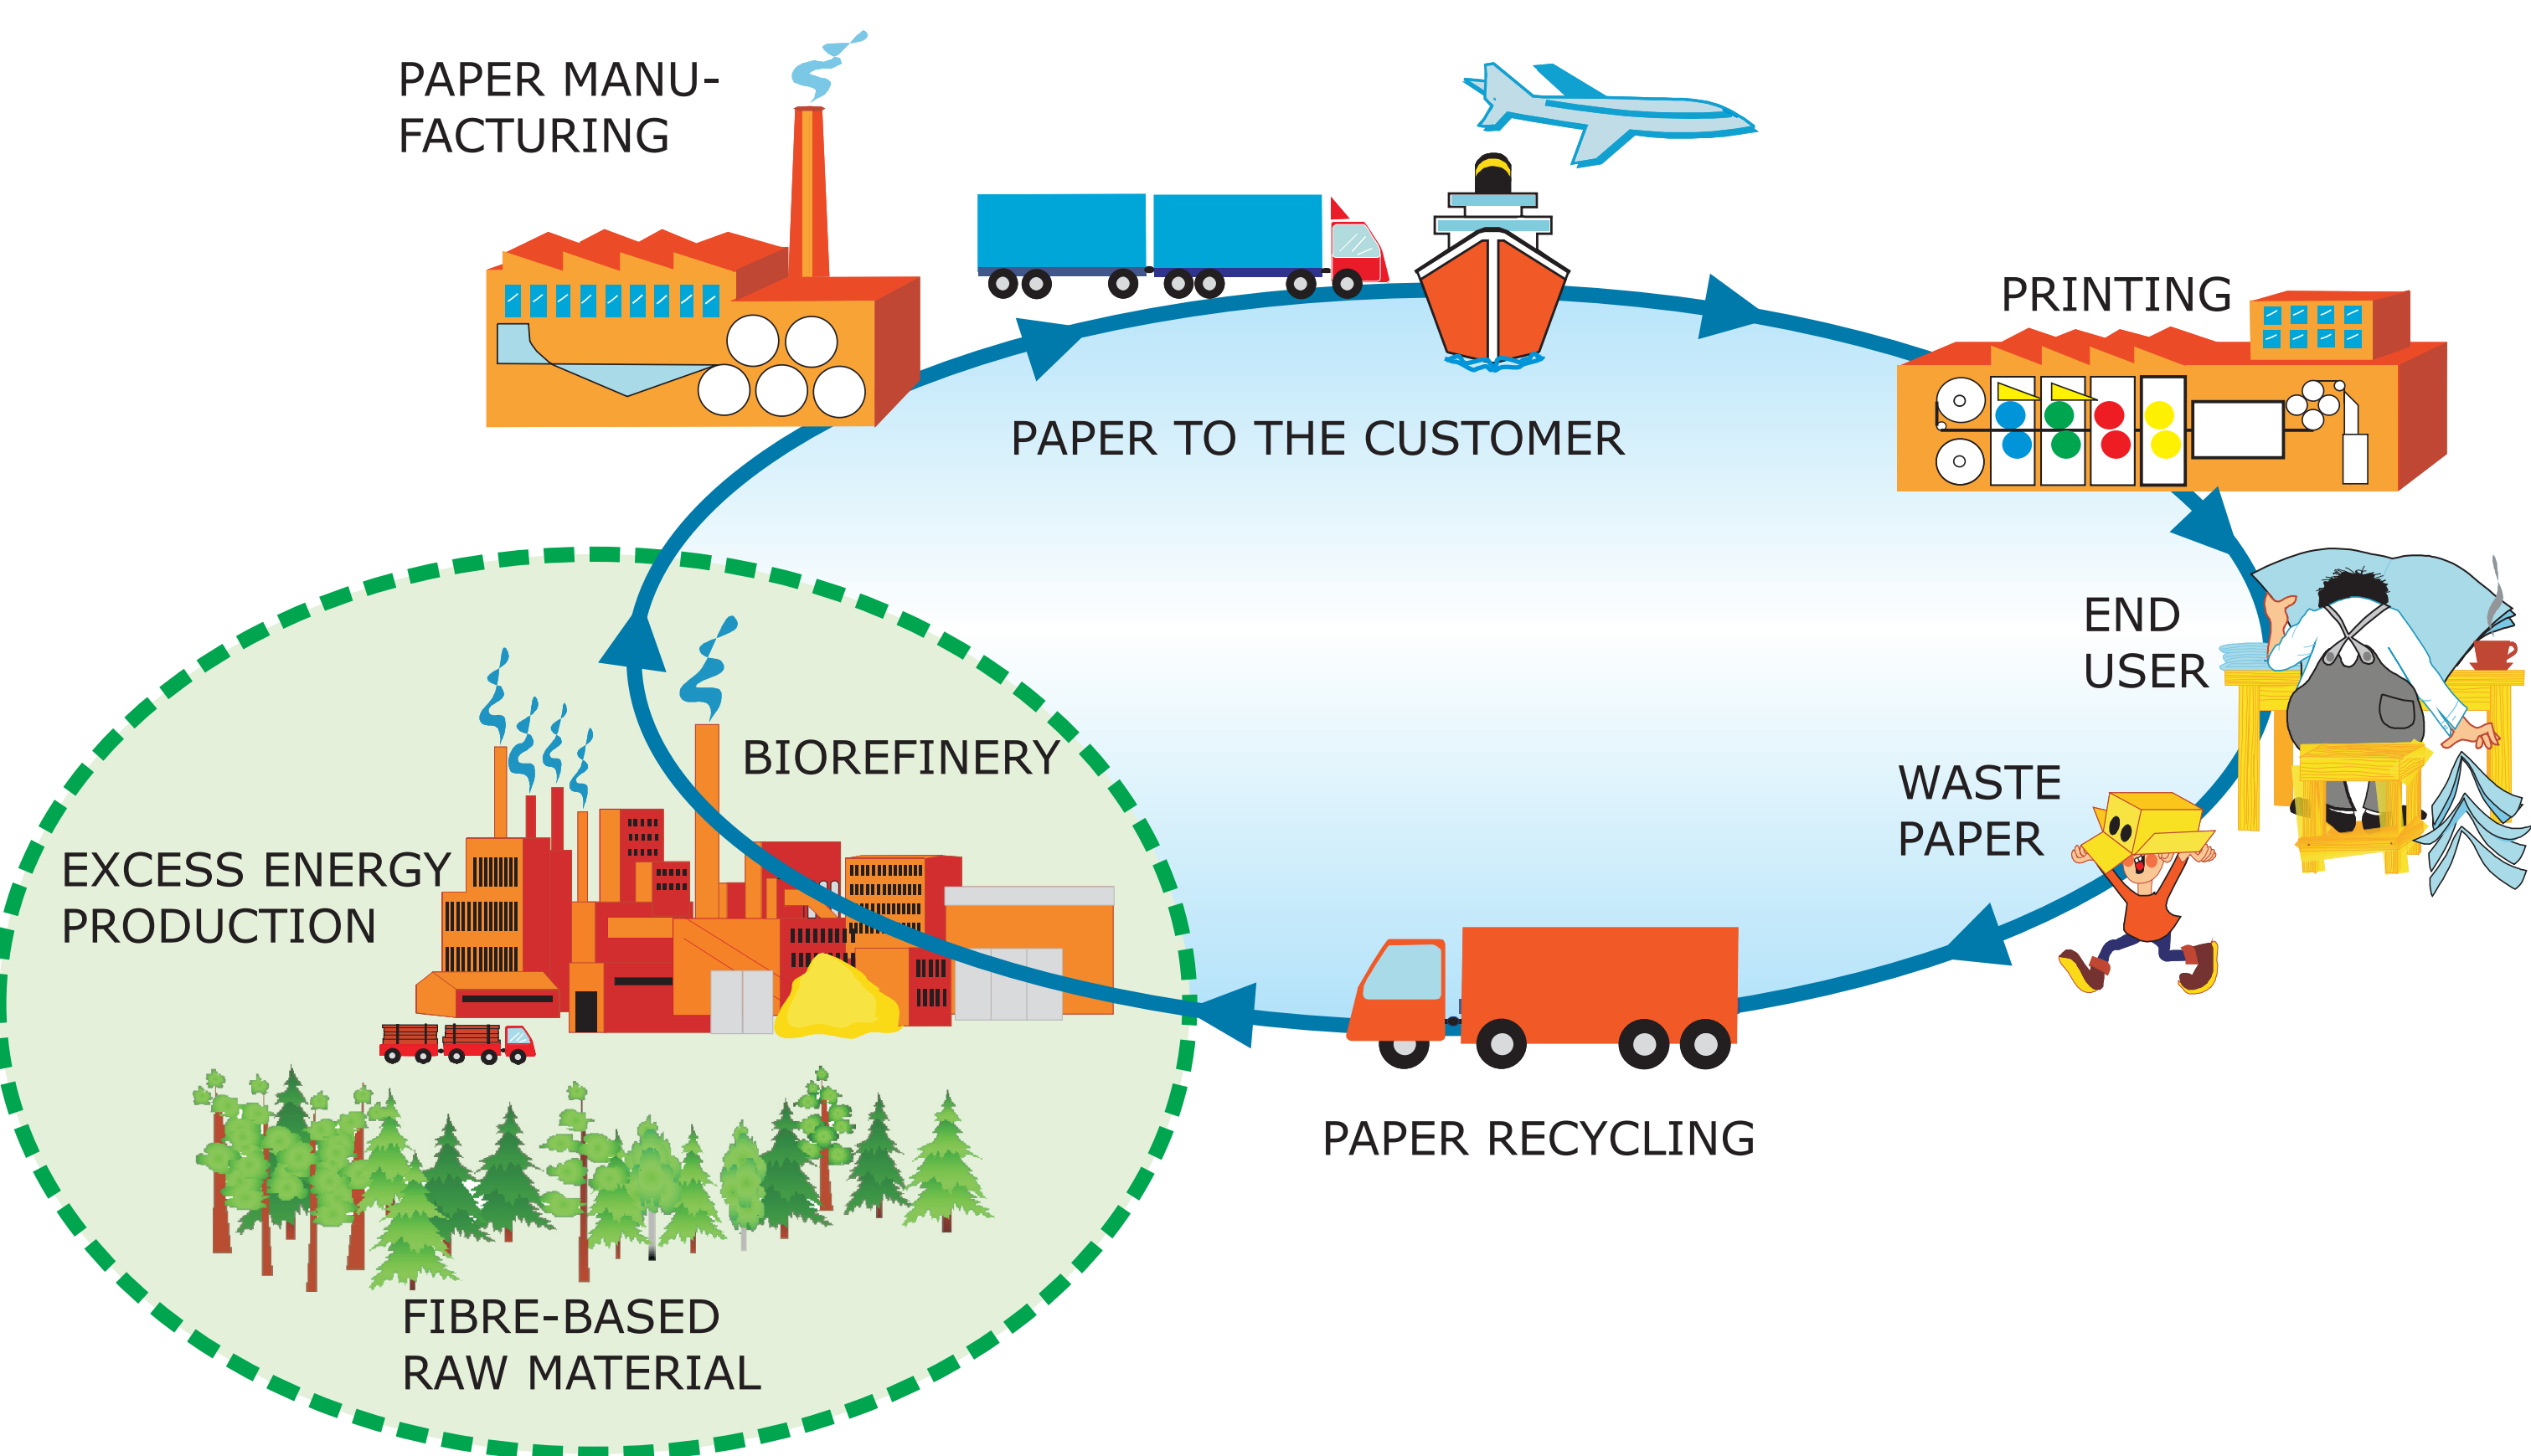 PAPER MANU-
FACTURING
PRINTING
PAPER TO THE CUSTOMER
END
USER
WASTE
PAPER
BIOREFINERY
EXCESS ENERGY
PRODUCTION
PAPER RECYCLING
FIBRE-BASED
RAW MATERIAL